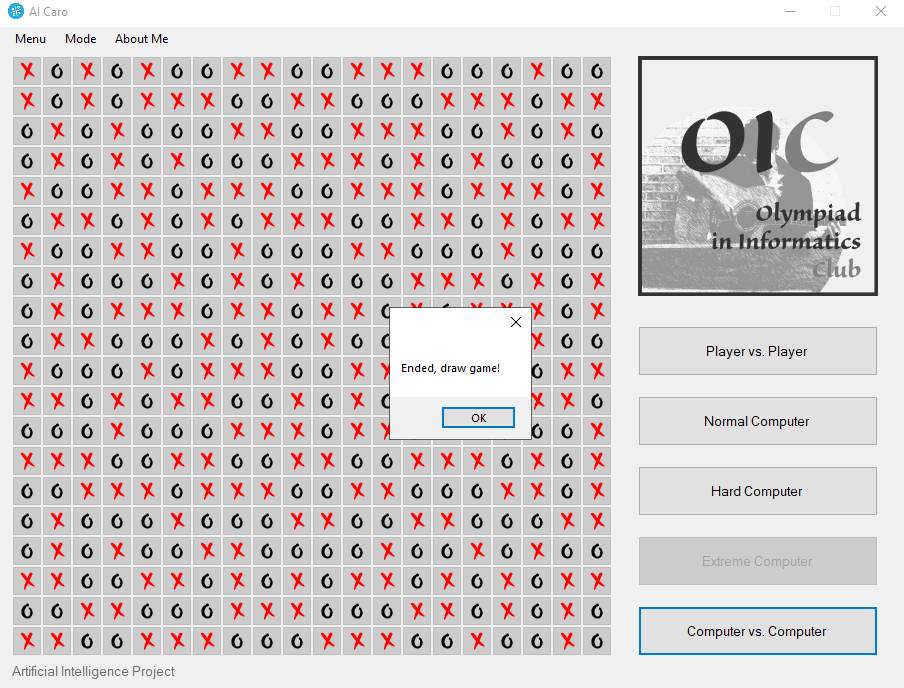 AI Caro
Menu Mode About Me
OIC
Olympiad
in Informatics
Club
Ended, draw game!
OK
Player vs. Player
Normal Computer
Hard Computer
Extreme Computer
Computer vs. Computer
Artificial Intelligence Project